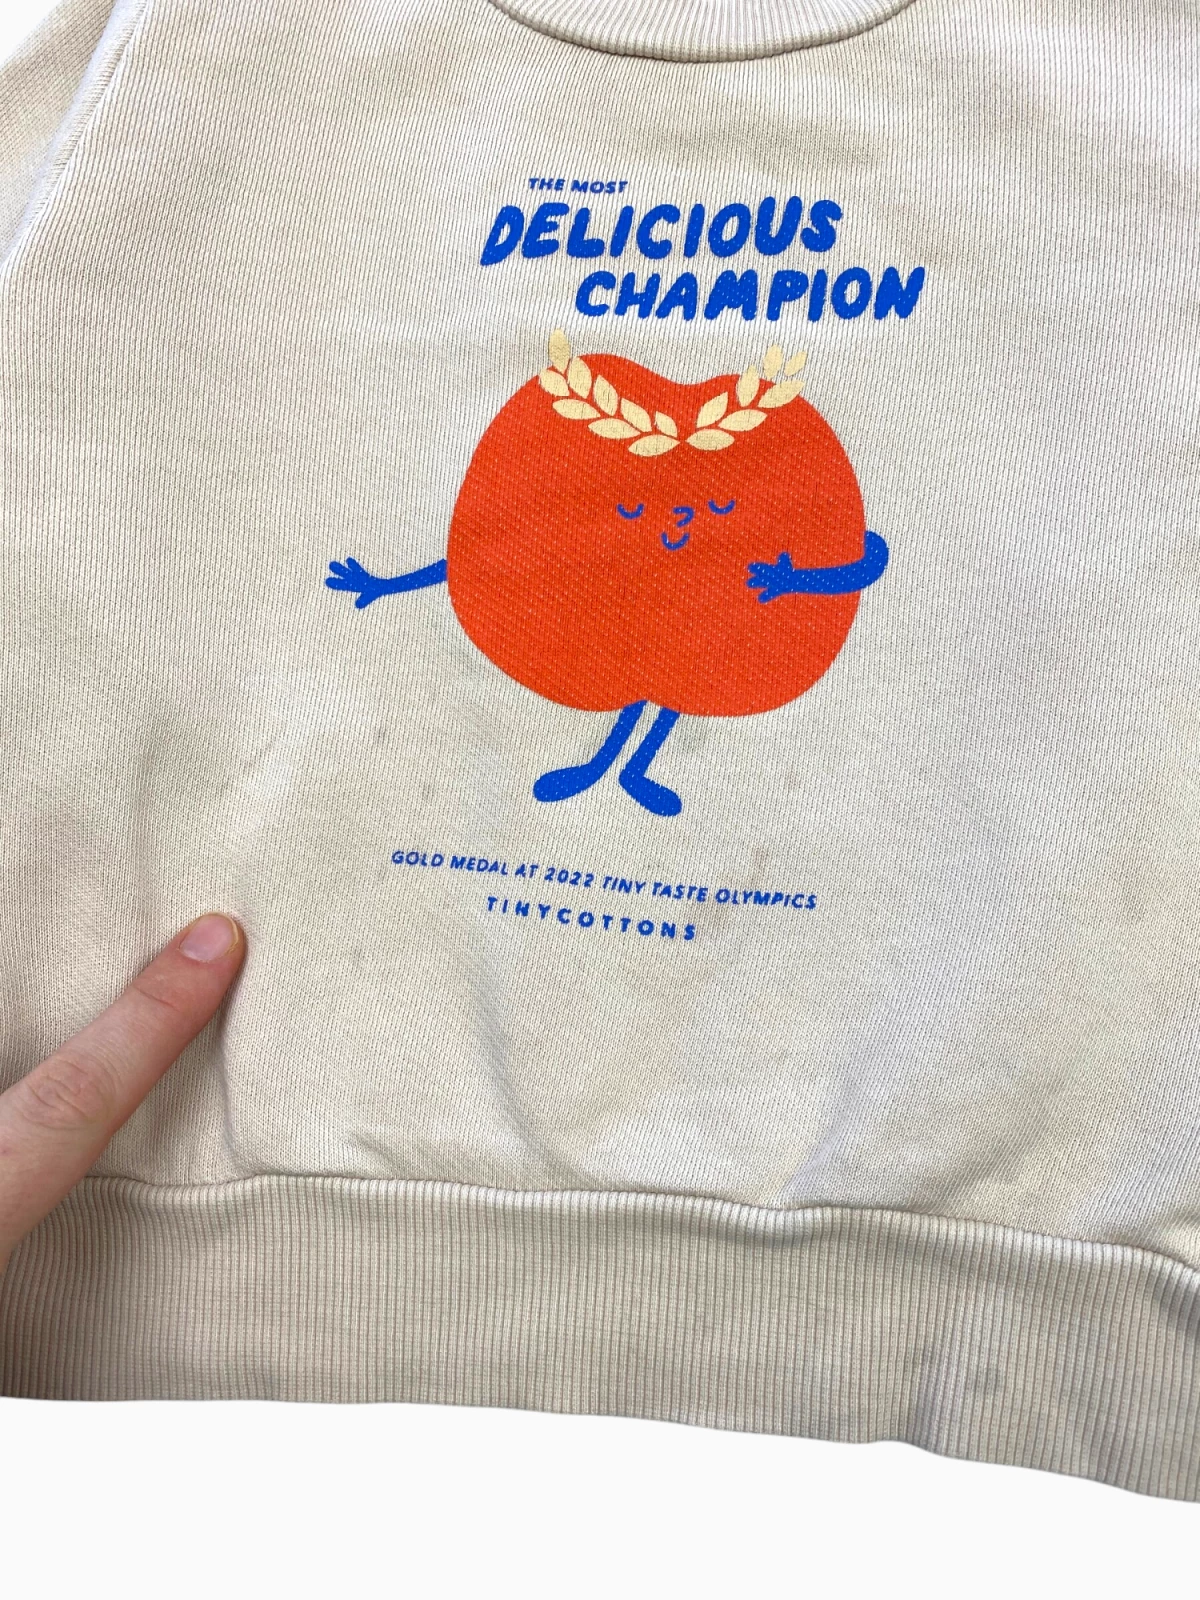 THE MOST
DELICIOUS
CHAMPION
GOLD MEDAL AT 2022 TINY TASTE OLYMPICS
TINYCOTTONS